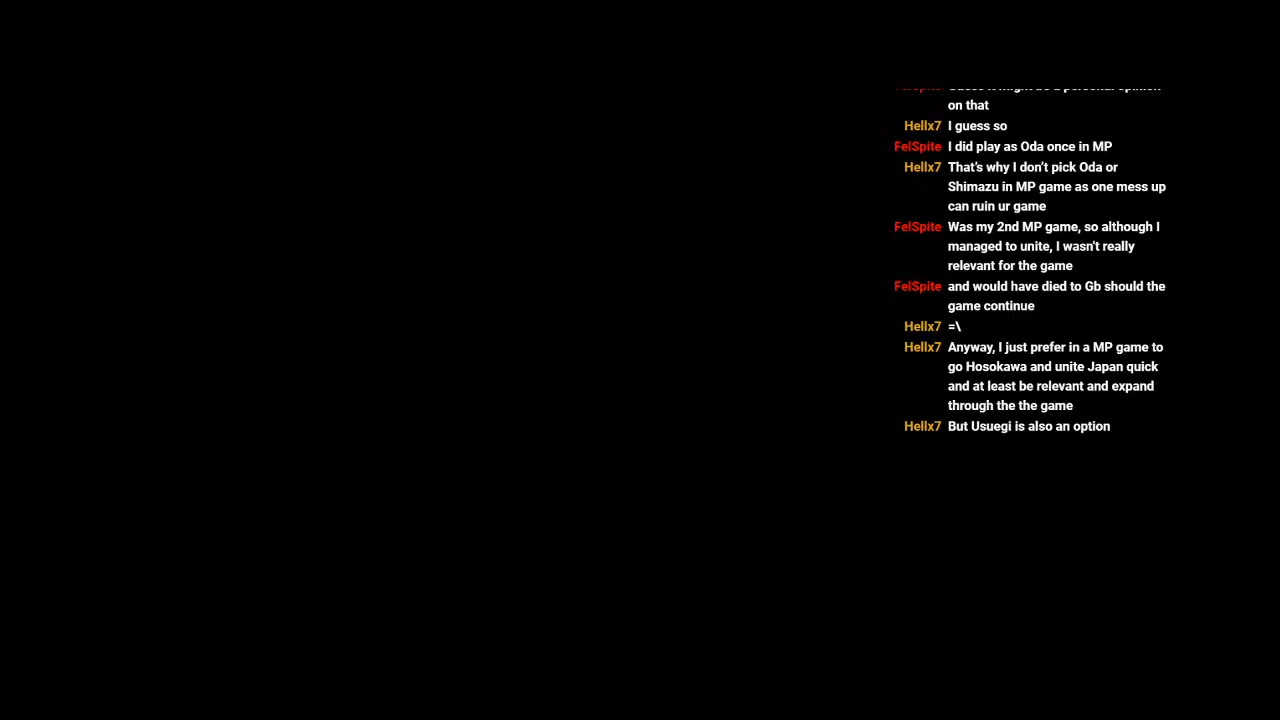 on that
Hellx7 I guess so
FelSpite I did play as Oda once in MP
Hellx7 That's why I don't pick Oda or
Shimazu in MP game as one mess up
can ruin ur game
FelSpite Was my 2nd MP game, so although I
managed to unite, I wasn't really
relevant for the game
FelSpite and would have died to Gb should the
game continue
Hellx7 =\
Hellx7 Anyway, I just prefer in a MP game to
go Hosokawa and unite Japan quick
and at least be relevant and expand
through the the game
Hellx7 But Usuegi is also an option